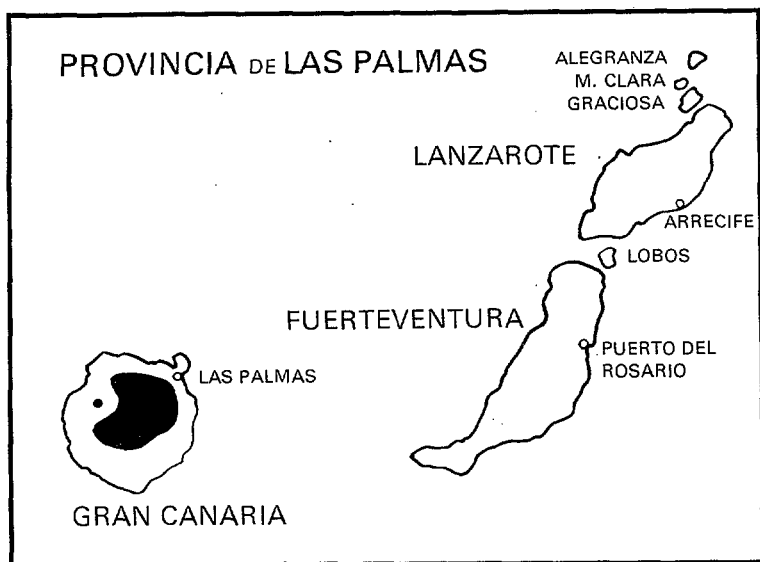 PROVINCIA DE LAS PALMAS
ALEGRANZA
M. CLARA
GRACIOSA
LANZAROTE
ARRECIFE
LOBOS
FUERTEVENTURA
PUERTO DEL
ROSARIO
LAS PALMAS
GRAN CANARIA